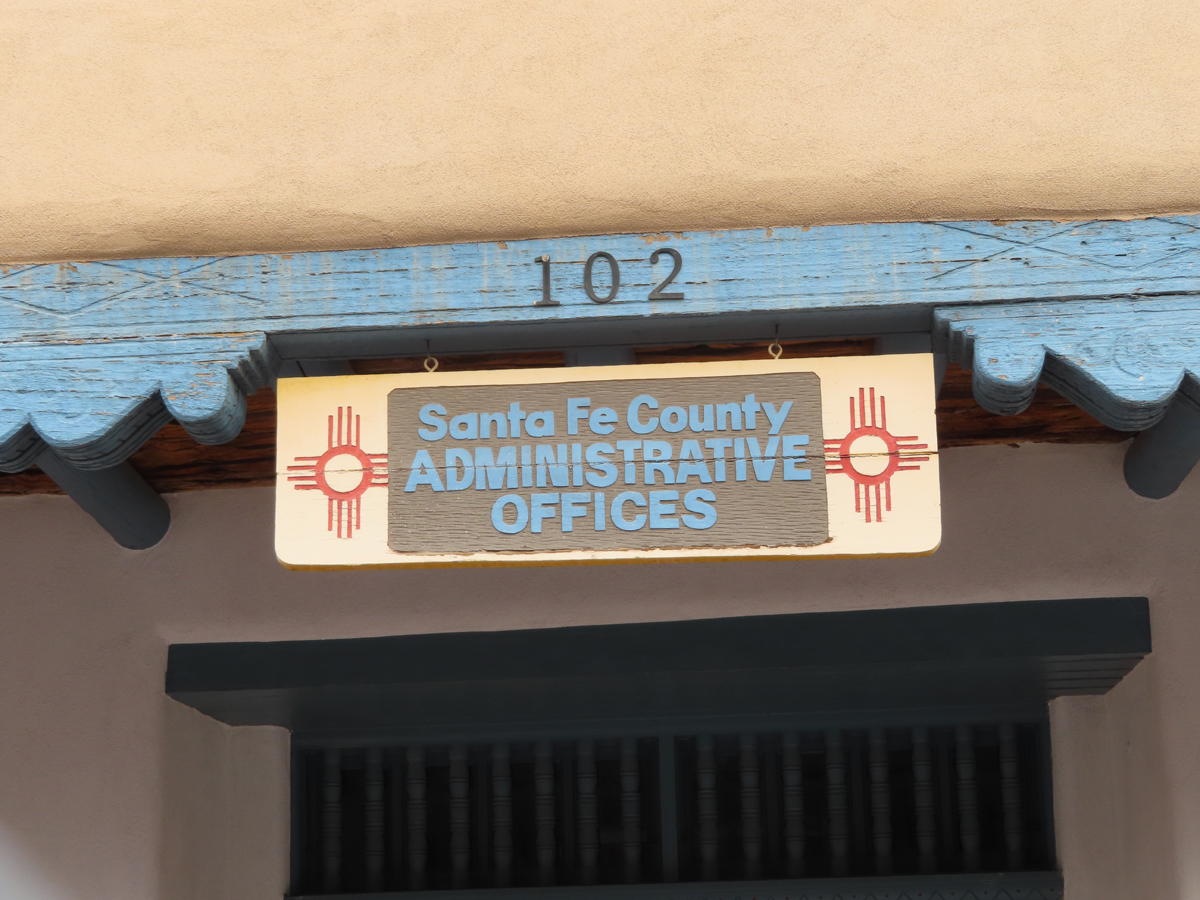 102
Santa Fe County
ADMINISTRATIVE
OFFICES